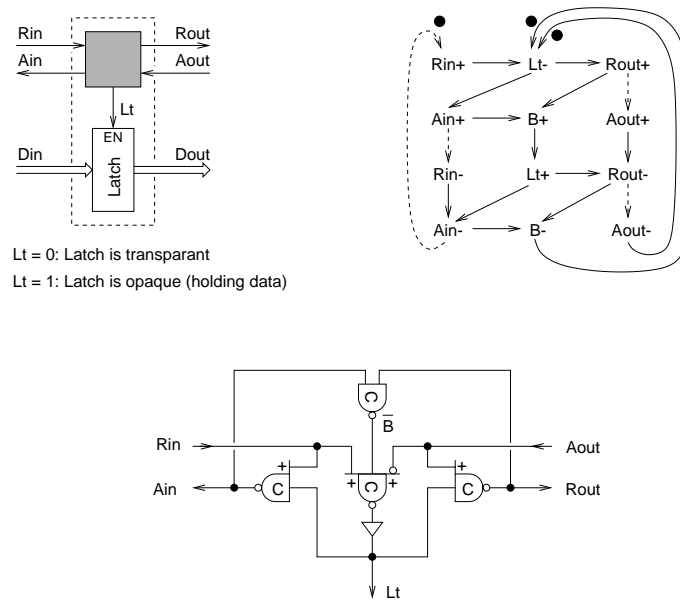 Rin Rout
Ain Aout
Lt
EN
Din Latch Dout
Lt = 0: Latch is transparant
Lt = 1: Latch is opaque (holding data)
Rin+ Lt- Rout+
Ain+ B+ Aout+
Rin- Lt+ Rout-
Ain- B- Aout-
C
B
Rin Aout
+ + + +
Ain C C C Rout
Lt